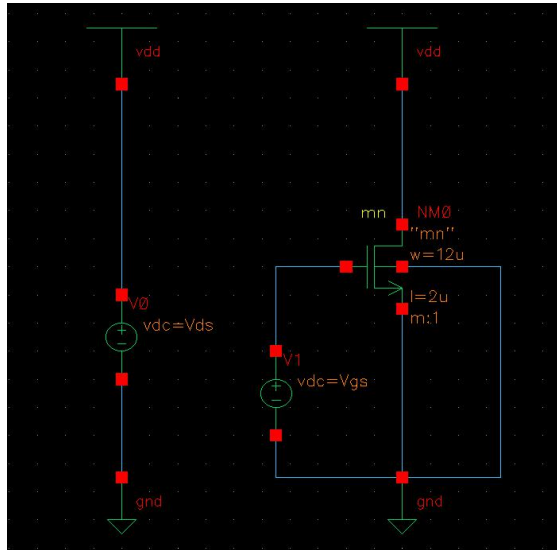 vdd
vdd
mn
NM0
"mn"
w=12u
l=2u
m:1
V0
vdc=Vds
V1
vdc=Vgs
gnd
gnd